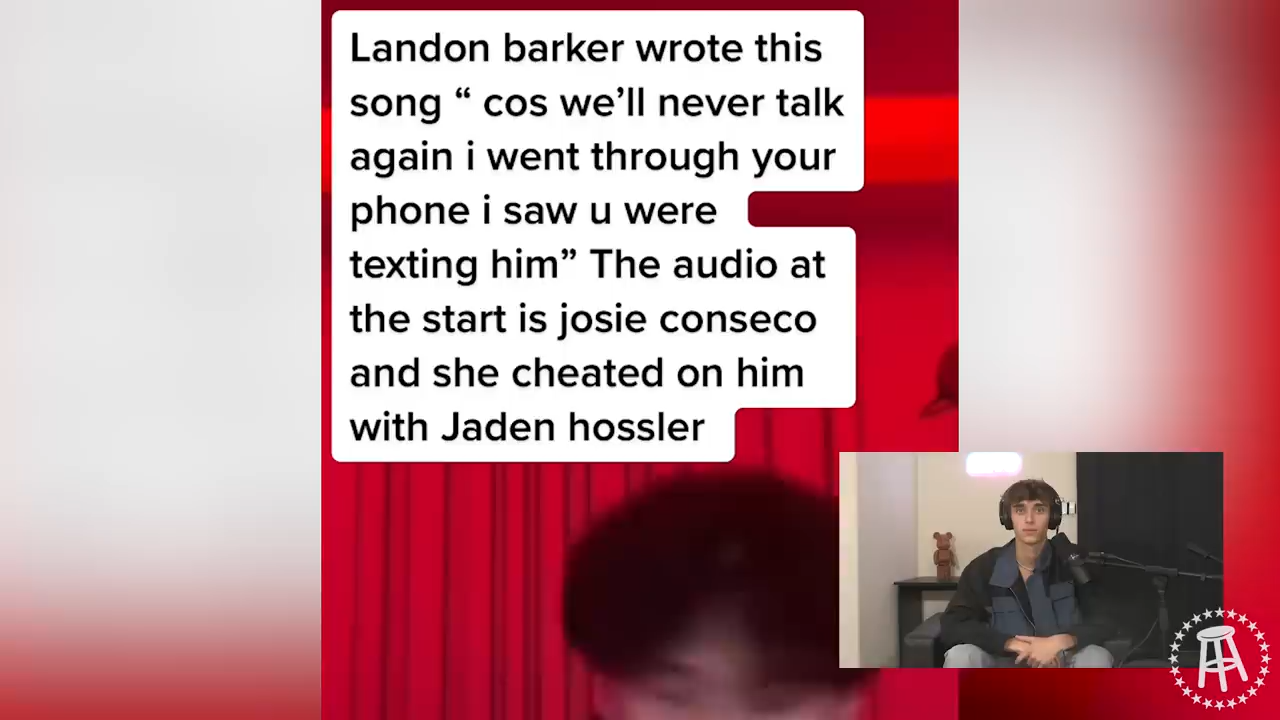 Landon barker wrote this
song “ cos we’ll never talk
again i went through your
phone i saw u were
texting him” The audio at
the start is josie conseco
and she cheated on him
with Jaden hossler